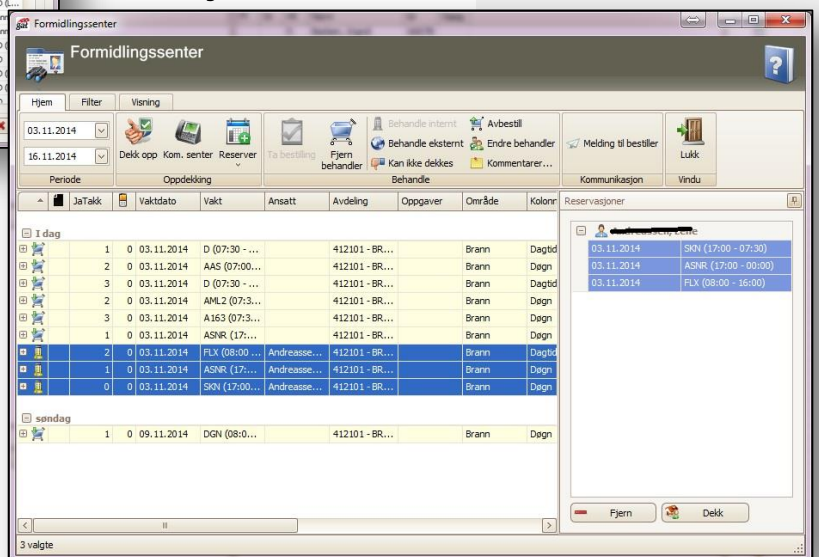 Formidlingssenter
Formidlingssenter
Hjem Filter Visning
03.11.2014
16.11.2014
Periode
Dekk opp Kom. senter Reserver
Oppdekking
Ta bestilling Fjern behandler
Behandle internt Avbestill
Behandle eksternt Endre behandler
Kan ikke dekkes Kommentarer...
Behandle
Melding til bestiller
Kommunikasjon
Lukk
Vindu
JaTakk Vaktdato Vakt Ansatt Avdeling Oppgaver Område Kolonn
I dag
1 0 03.11.2014 D (07:30 - ... 412101 - BR... Brann Dagtid
2 0 03.11.2014 AAS (07:00... 412101 - BR... Brann Døgn
3 0 03.11.2014 D (07:30 - ... 412101 - BR... Brann Dagtid
2 0 03.11.2014 AML2 (07:3... 412101 - BR... Brann Døgn
3 0 03.11.2014 A163 (07:3... 412101 - BR... Brann Døgn
1 0 03.11.2014 ASNR (17:... 412101 - BR... Brann Døgn
2 0 03.11.2014 FLX (08:00 ... Andreasse... 412101 - BR... Brann Dagtid
1 0 03.11.2014 ASNR (17:... Andreasse... 412101 - BR... Brann Døgn
0 0 03.11.2014 SKN (17:00... Andreasse... 412101 - BR... Brann Døgn
søndag
1 0 09.11.2014 DGN (08:0... 412101 - BR... Brann Døgn
Reservasjoner
03.11.2014 SKN (17:00 - 07:30)
03.11.2014 ASNR (17:00 - 00:00)
03.11.2014 FLX (08:00 - 16:00)
Fjern Dekk
3 valgte